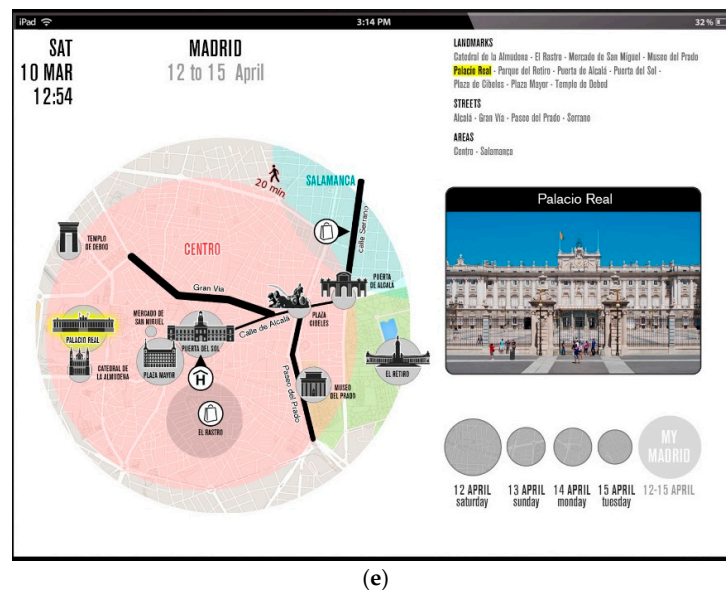 iPad
3:14 PM
32 %
SAT
10 MAR
12:54
MADRID
12 to 15 April
LANDMARKS
Catedral de la Almudena - El Rastro - Mercado de San Miguel - Museo del Prado
Palacio Real - Parque del Retiro - Puerta de Alcalá - Puerta del Sol -
Plaza de Cibeles - Plaza Mayor - Templo de Debod
STREETS
Alcalá - Gran Vía - Paseo del Prado - Serrano
AREAS
Centro - Salamanca
20 min
SALAMANCA
calle Serrano
TEMPLO
DE DEBOD
CENTRO
Gran Via
PUERTA
DE ALCALÁ
MERCADO DE
SAN MIGUEL
PLAZA
CIBELES
Calle de Alcalá
PALACIO REAL
PUERTA DEL SOL
PLAZA MAYOR
CATEDRAL DE
LA ALMUDENA
H
EL RETIRO
Paseo del Prado
MUSEO
DEL PRADO
EL RASTRO
Palacio Real
MY
MADRID
12 APRIL
saturday
13 APRIL
sunday
14 APRIL
monday
15 APRIL
tuesday
12-15 APRIL
(e)